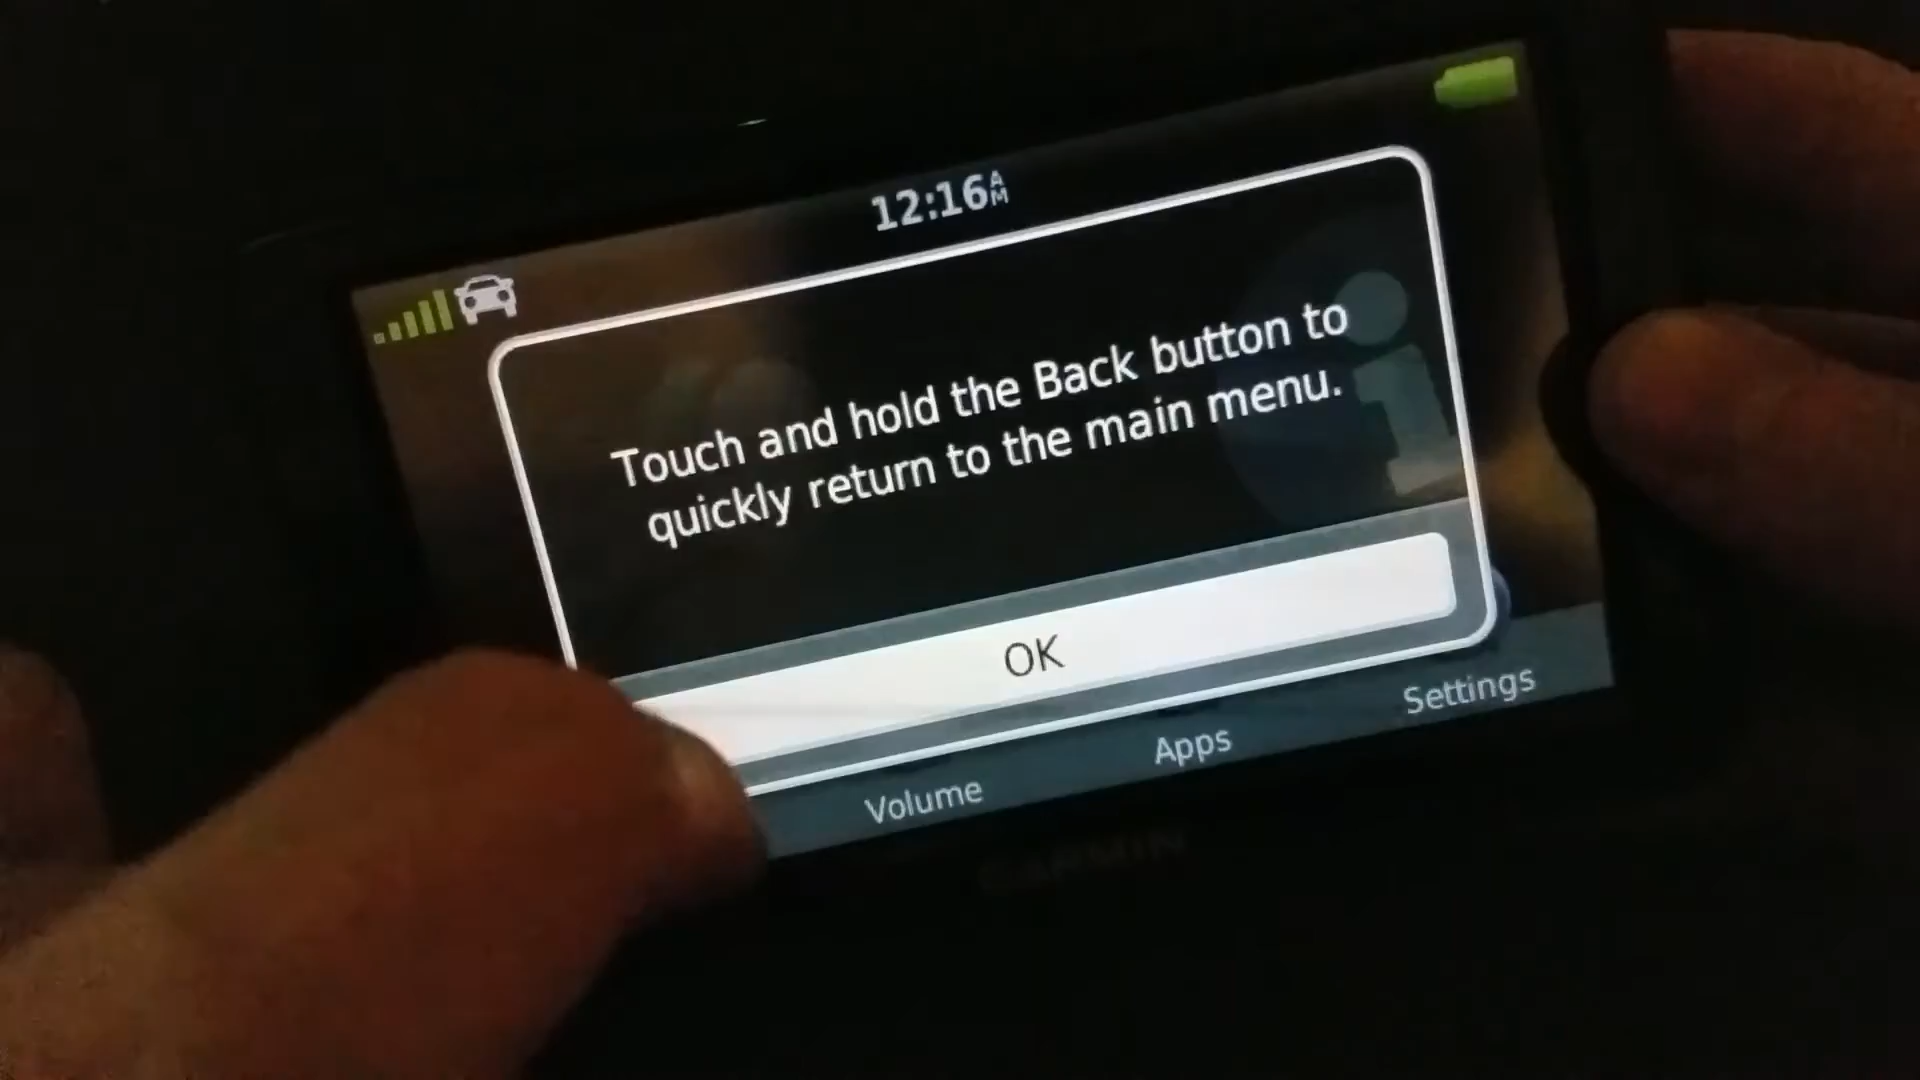 12:16AM
Touch and hold the Back button to
quickly return to the main menu.
OK
Volume
Apps
Settings
GARMIN